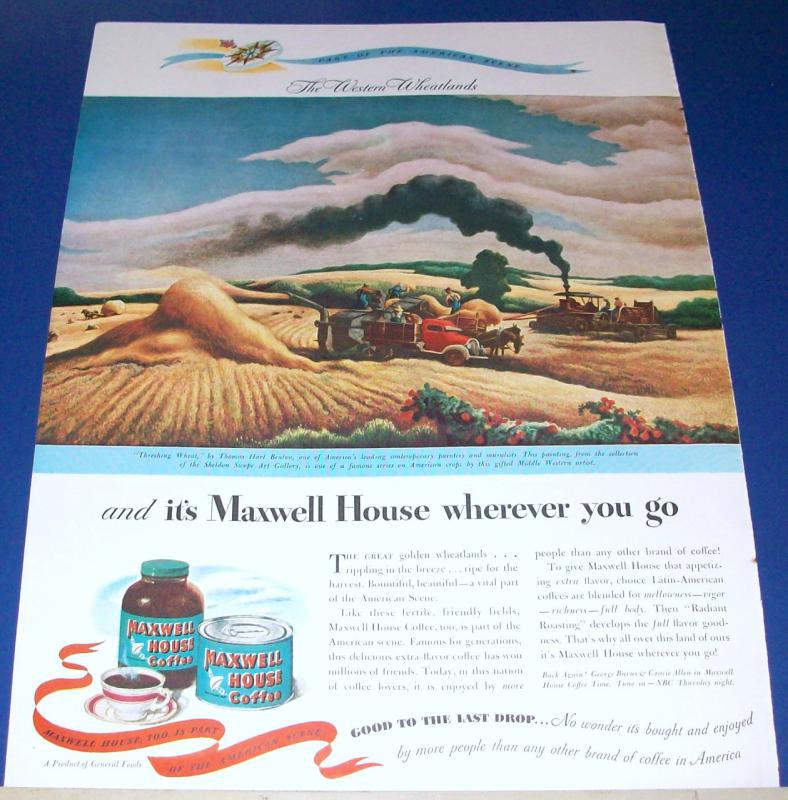 PART OF THE AMERICAN SCENE
The Western Wheatlands
"Threshing Wheat," by Thomas Hart Benton, one of America's leading contemporary painters and muralists. This painting, from the collection
of the Sheldon Swope Art Gallery, is one of a famous series on American crops by this gifted Middle Western artist.
and it's Maxwell House wherever you go
THE GREAT golden wheatlands . . .
rippling in the breeze . . . ripe for the
harvest. Bountiful, beautiful—a vital part
of the American Scene.
Like these fertile, friendly fields,
Maxwell House Coffee, too, is part of the
American scene. Famous for generations,
this delicious extra-flavor coffee has won
millions of friends. Today, in this nation
of coffee lovers, it is enjoyed by more
people than any other brand of coffee!
To give Maxwell House that appetiz-
ing extra flavor, choice Latin-American
coffees are blended for mellowness—vigor
—richness—full body. Then "Radiant
Roasting" develops the full flavor good-
ness. That's why all over this land of ours
it's Maxwell House wherever you go!
Back Again! George Burns & Gracie Allen in Maxwell
House Coffee Time. Tune in—NBC Thursday night.
MAXWELL
HOUSE
Coffee
MAXWELL
HOUSE
Coffee
MAXWELL HOUSE, TOO, IS PART
OF THE AMERICAN SCENE
A Product of General Foods
GOOD TO THE LAST DROP...No wonder it's bought and enjoyed
by more people than any other brand of coffee in America